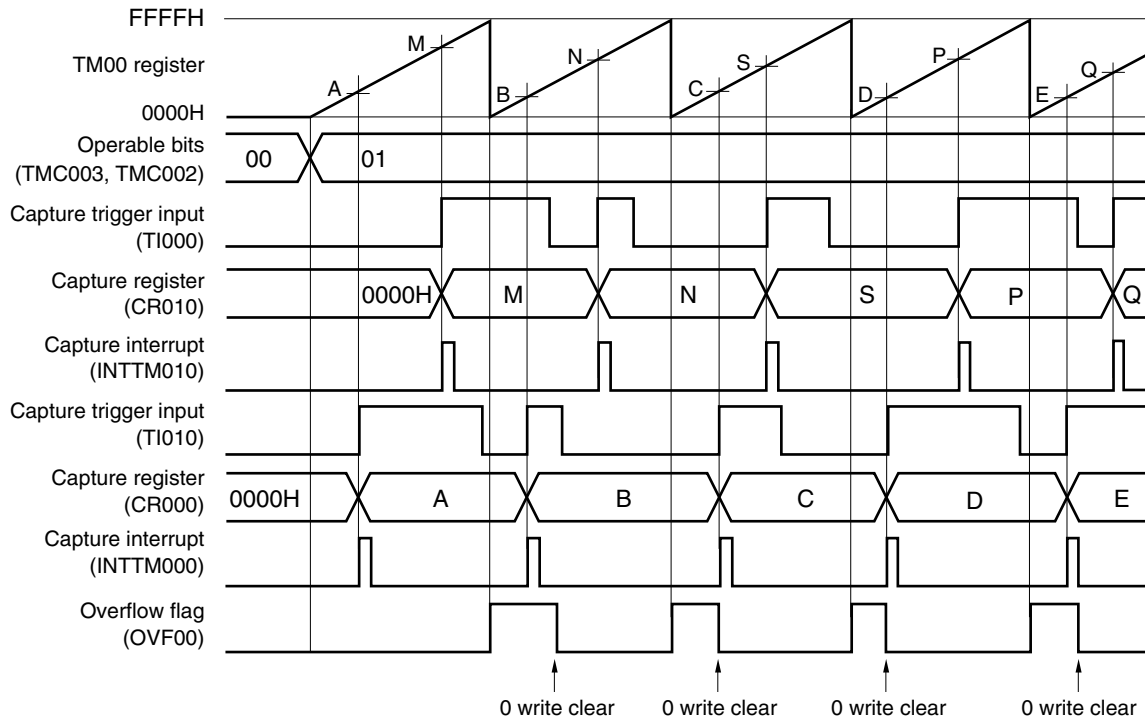 FFFFH
TM00 register
0000H
A M B N C S D P E Q
Operable bits
(TMC003, TMC002)
00 01
Capture trigger input
(TI000)
Capture register
(CR010)
0000H M N S P Q
Capture interrupt
(INTTM010)
Capture trigger input
(TI010)
Capture register
(CR000)
0000H A B C D E
Capture interrupt
(INTTM000)
Overflow flag
(OVF00)
0 write clear 0 write clear 0 write clear 0 write clear